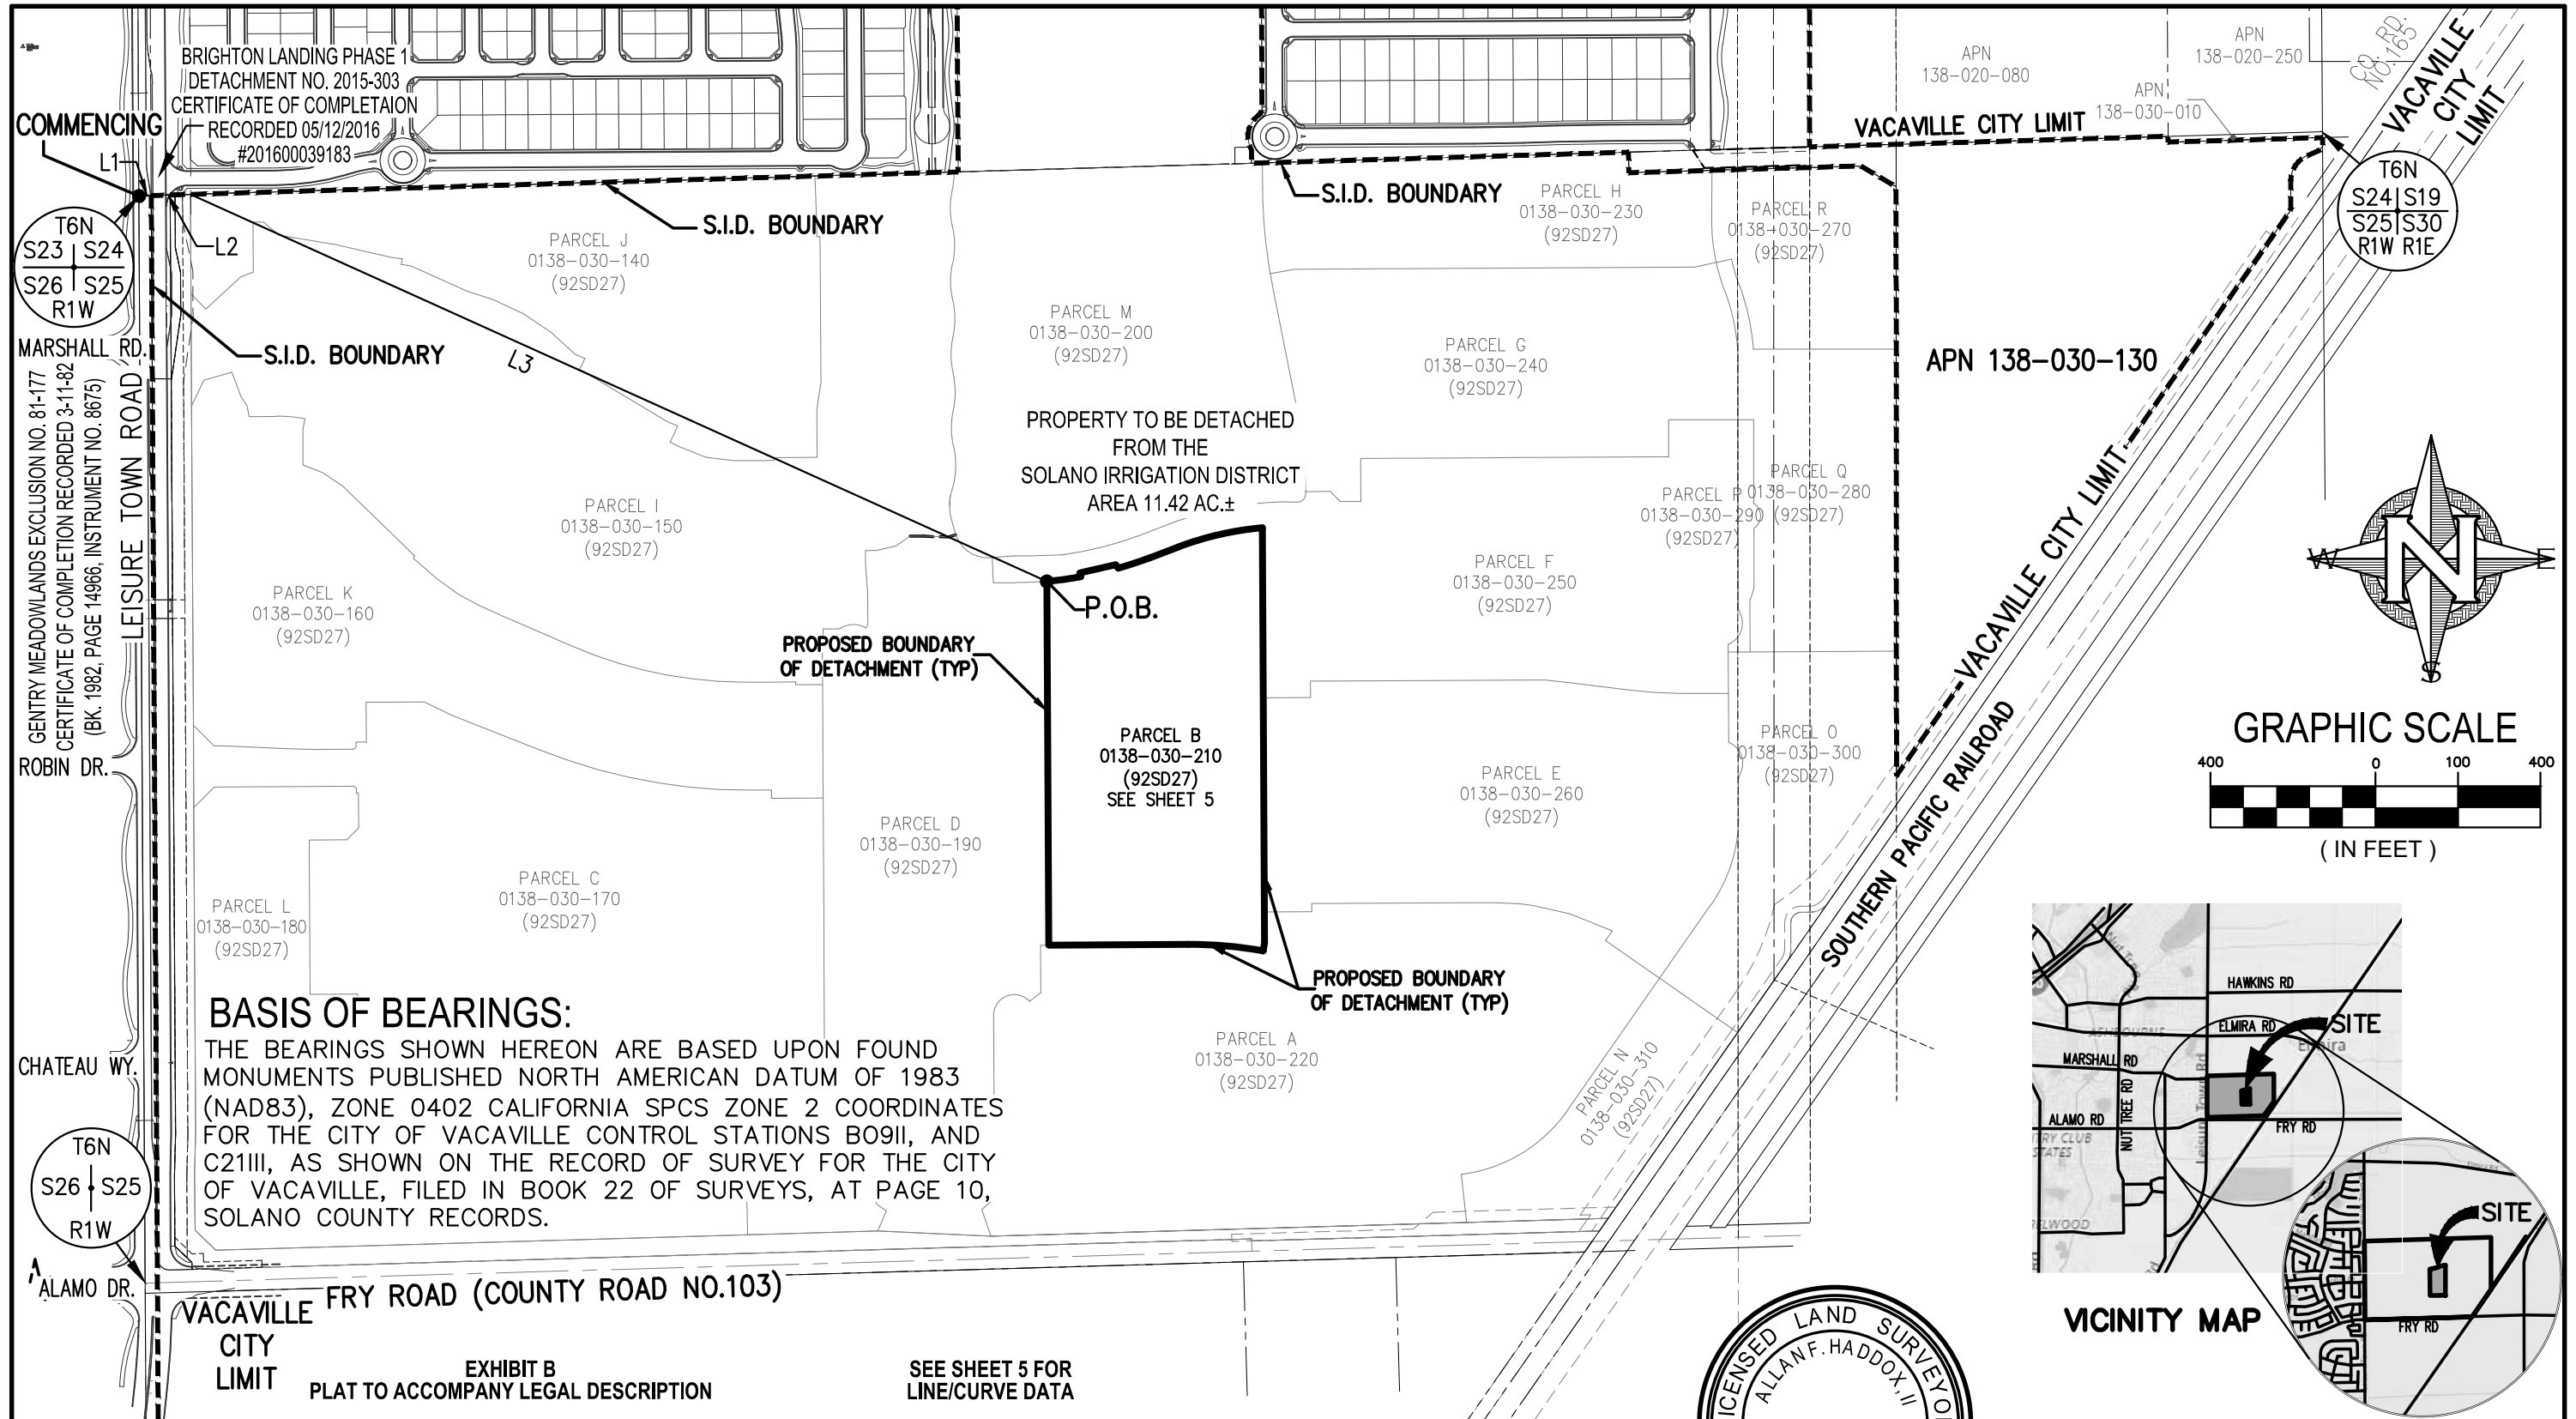 BRIGHTON LANDING PHASE 1
DETACHMENT NO. 2015-303
CERTIFICATE OF COMPLETAION
RECORDED 05/12/2016
#201600039183
COMMENCING
L1
L2
L3
T6N
S23 S24
S26 S25
R1W
S.I.D. BOUNDARY
S.I.D. BOUNDARY
S.I.D. BOUNDARY
MARSHALL RD.
GENTRY MEADOWLANDS EXCLUSION NO. 81-177
CERTIFICATE OF COMPLETION RECORDED 3-11-82
(BK. 1982, PAGE 14966, INSTRUMENT NO. 8675)
LEISURE TOWN ROAD
ROBIN DR.
CHATEAU WY.
T6N
S26 S25
R1W
ALAMO DR.
VACAVILLE
CITY
LIMIT
FRY ROAD (COUNTY ROAD NO.103)
PARCEL J
0138-030-140
(92SD27)
PARCEL M
0138-030-200
(92SD27)
PARCEL H
0138-030-230
(92SD27)
PARCEL R
0138-030-270
(92SD27)
PARCEL G
0138-030-240
(92SD27)
PARCEL I
0138-030-150
(92SD27)
PARCEL K
0138-030-160
(92SD27)
PARCEL Q
0138-030-280
(92SD27)
PARCEL P
0138-030-290
(92SD27)
PARCEL F
0138-030-250
(92SD27)
PARCEL O
0138-030-300
(92SD27)
PARCEL E
0138-030-260
(92SD27)
PARCEL D
0138-030-190
(92SD27)
PARCEL C
0138-030-170
(92SD27)
PARCEL L
0138-030-180
(92SD27)
PARCEL A
0138-030-220
(92SD27)
PARCEL N
0138-030-310
(92SD27)
PROPERTY TO BE DETACHED
FROM THE
SOLANO IRRIGATION DISTRICT
AREA 11.42 AC.±
P.O.B.
PROPOSED BOUNDARY
OF DETACHMENT (TYP)
PARCEL B
0138-030-210
(92SD27)
SEE SHEET 5
PROPOSED BOUNDARY
OF DETACHMENT (TYP)
APN
138-020-080
APN
138-020-250
APN
138-030-010
CO. RD.
NO.165
VACAVILLE CITY LIMIT
VACAVILLE
CITY
LIMIT
T6N
S24 S19
S25 S30
R1W R1E
APN 138-030-130
VACAVILLE CITY LIMIT
SOUTHERN PACIFIC RAILROAD
N
W
E
S
GRAPHIC SCALE
400 0 100 400
( IN FEET )
BASIS OF BEARINGS:
THE BEARINGS SHOWN HEREON ARE BASED UPON FOUND
MONUMENTS PUBLISHED NORTH AMERICAN DATUM OF 1983
(NAD83), ZONE 0402 CALIFORNIA SPCS ZONE 2 COORDINATES
FOR THE CITY OF VACAVILLE CONTROL STATIONS B09II, AND
C21III, AS SHOWN ON THE RECORD OF SURVEY FOR THE CITY
OF VACAVILLE, FILED IN BOOK 22 OF SURVEYS, AT PAGE 10,
SOLANO COUNTY RECORDS.
HAWKINS RD
ELMIRA RD
SITE
Elmira
ASHBOURNE
MARSHALL RD
Leisure Town Rd
NUT TREE RD
ALAMO RD
FRY RD
SITE
FRY RD
VICINITY MAP
EXHIBIT B
PLAT TO ACCOMPANY LEGAL DESCRIPTION
SEE SHEET 5 FOR
LINE/CURVE DATA
LAND
ALLAN F. HADDOX, II